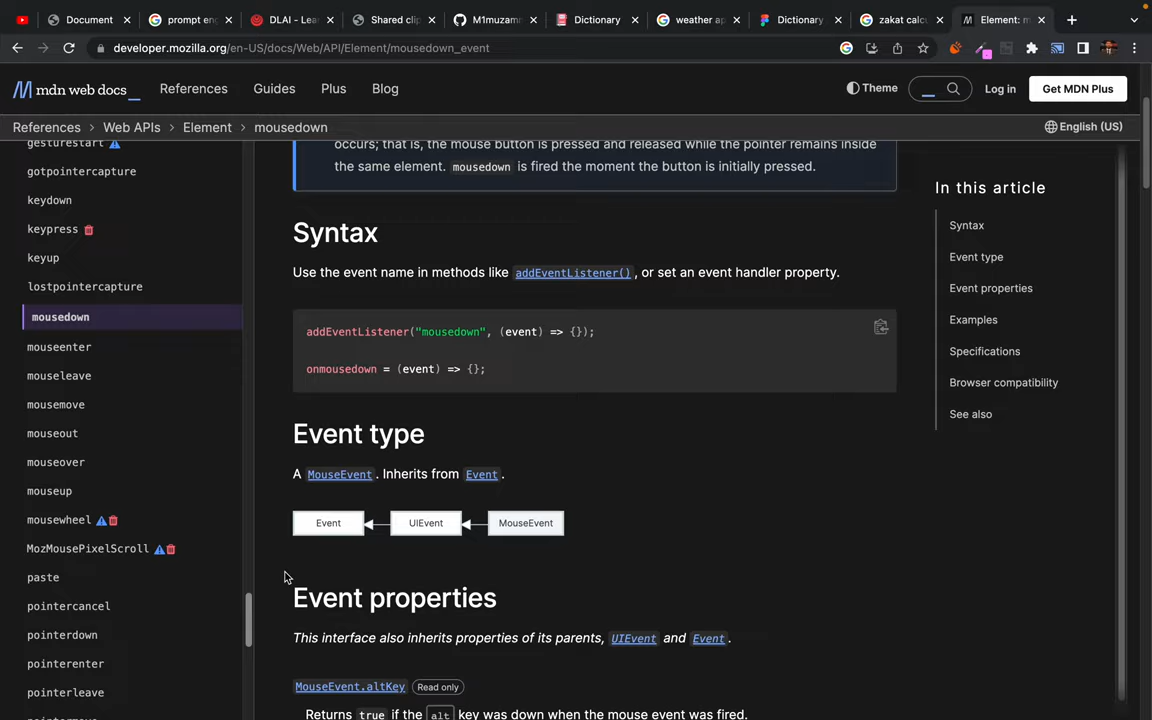 Document
prompt eng
DLAI - Lear
Shared clip
M1muzamm
Dictionary
weather ap
Dictionary
zakat calcu
Element: m
developer.mozilla.org/en-US/docs/Web/API/Element/mousedown_event
mdn web docs_
References
Guides
Plus
Blog
Theme
Log in
Get MDN Plus
References > Web APIs > Element > mousedown
English (US)
gesturestart
gotpointercapture
keydown
keypress
keyup
lostpointercapture
mousedown
mouseenter
mouseleave
mousemove
mouseout
mouseover
mouseup
mousewheel
MozMousePixelScroll
paste
pointercancel
pointerdown
pointerenter
pointerleave
occurs; that is, the mouse button is pressed and released while the pointer remains inside
the same element. mousedown is fired the moment the button is initially pressed.
Syntax
Use the event name in methods like addEventListener(), or set an event handler property.
addEventListener("mousedown", (event) => {});
onmousedown = (event) => {};
Event type
A MouseEvent. Inherits from Event.
Event
UIEvent
MouseEvent
Event properties
This interface also inherits properties of its parents, UIEvent and Event.
MouseEvent.altKey Read only
Returns true if the alt key was down when the mouse event was fired.
In this article
Syntax
Event type
Event properties
Examples
Specifications
Browser compatibility
See also